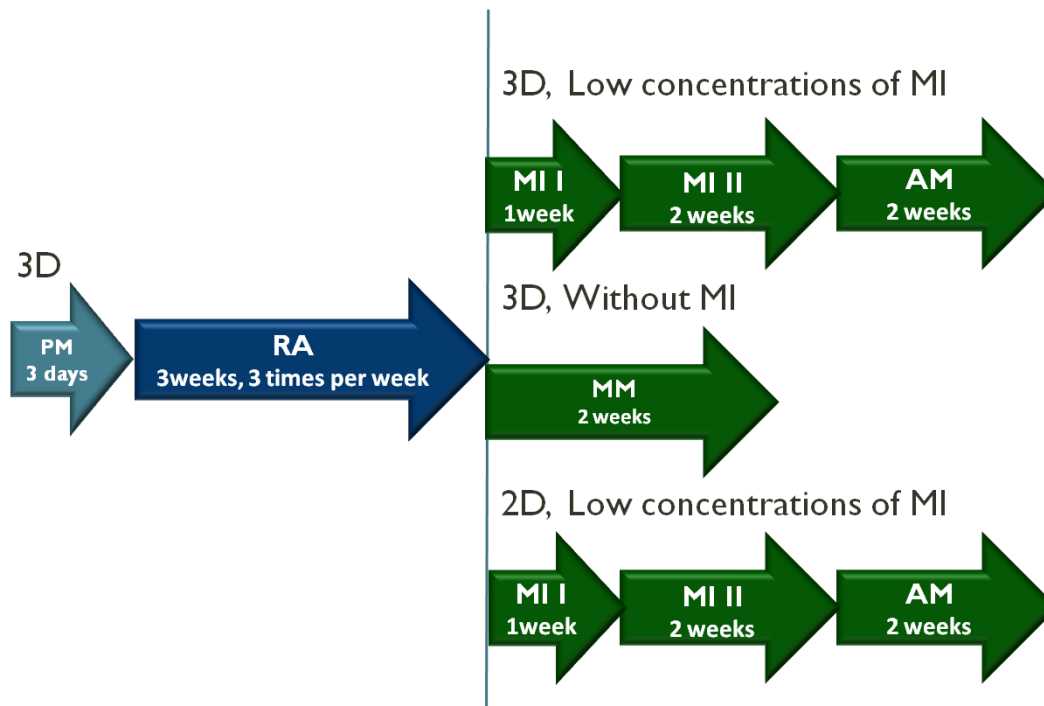 3D, Low concentrations of MI
MI I
1week
MI II
2 weeks
AM
2 weeks
3D
PM
3 days
RA
3weeks, 3 times per week
3D, Without MI
MM
2 weeks
2D, Low concentrations of MI
MI I
1week
MI II
2 weeks
AM
2 weeks